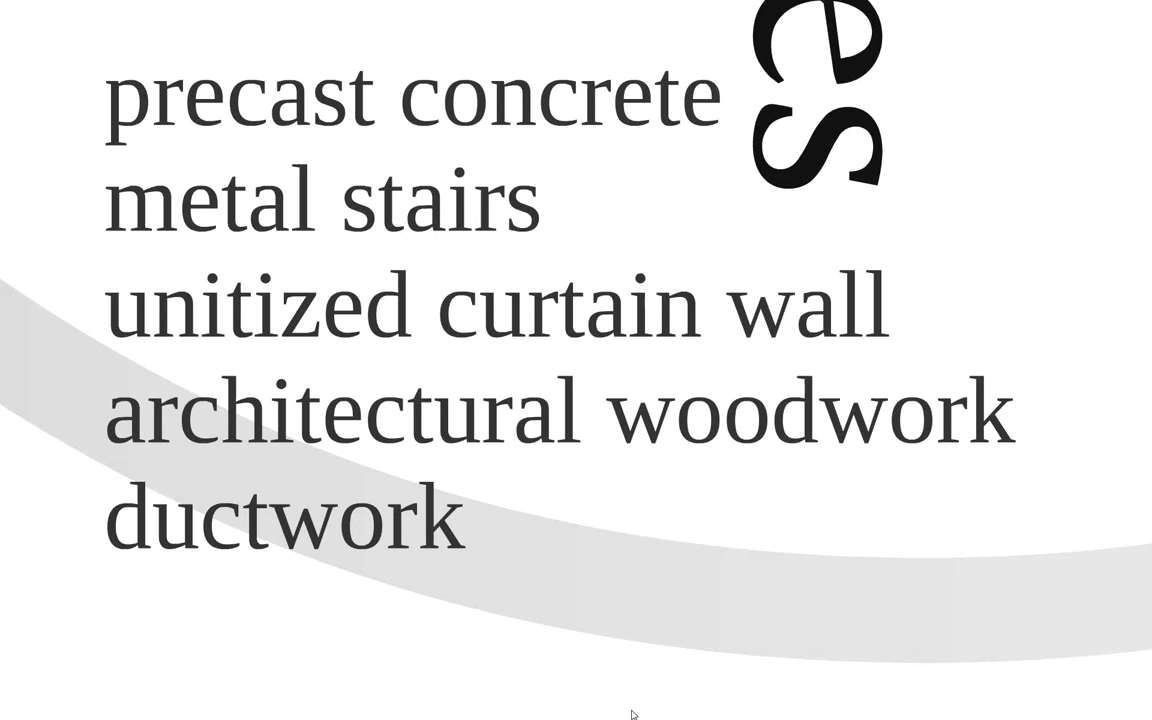 precast concrete
metal stairs
unitized curtain wall
architectural woodwork
ductwork